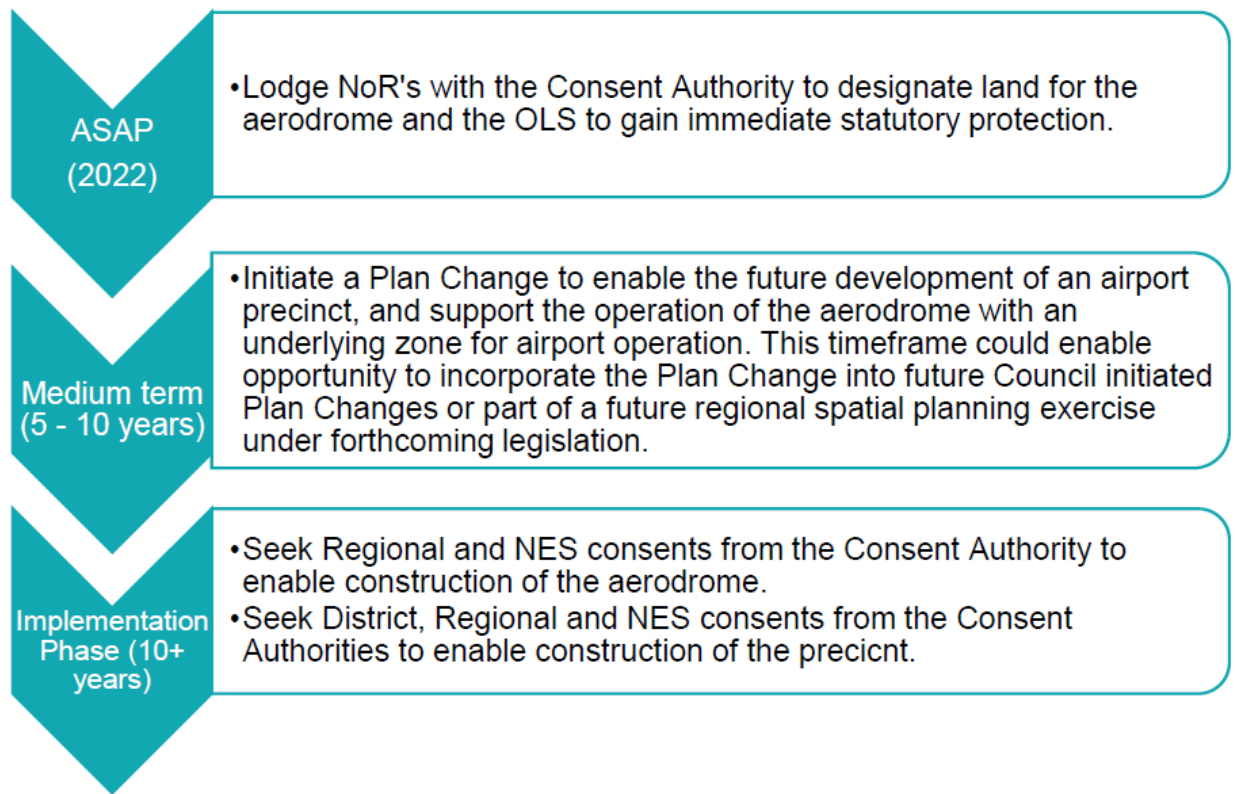 ASAP
(2022)
•Lodge NoR's with the Consent Authority to designate land for the
aerodrome and the OLS to gain immediate statutory protection.
Medium term
(5 - 10 years)
•Initiate a Plan Change to enable the future development of an airport
precinct, and support the operation of the aerodrome with an
underlying zone for airport operation. This timeframe could enable
opportunity to incorporate the Plan Change into future Council initiated
Plan Changes or part of a future regional spatial planning exercise
under forthcoming legislation.
Implementation
Phase (10+
years)
•Seek Regional and NES consents from the Consent Authority to
enable construction of the aerodrome.
•Seek District, Regional and NES consents from the Consent
Authorities to enable construction of the precicnt.